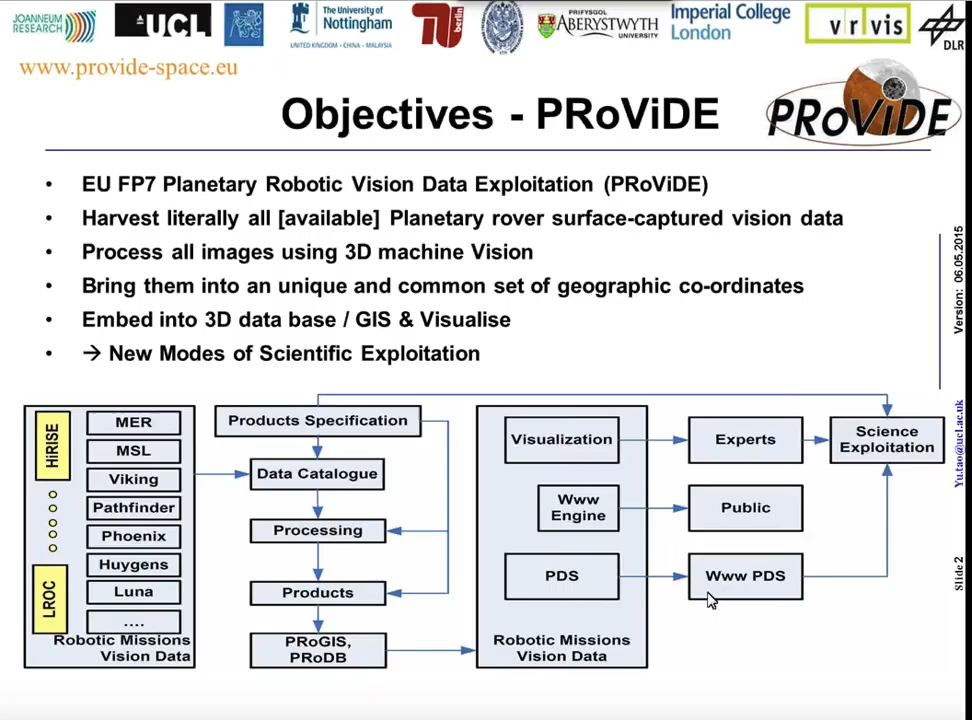 JOANNEUM
RESEARCH
UCL
The University of
Nottingham
UNITED KINGDOM · CHINA · MALAYSIA
berlin
PRIFYSGOL
ABERYSTWYTH
UNIVERSITY
Imperial College
London
vrvis
DLR
www.provide-space.eu
Objectives - PRoViDE
PRoViDE
• EU FP7 Planetary Robotic Vision Data Exploitation (PRoViDE)
• Harvest literally all [available] Planetary rover surface-captured vision data
• Process all images using 3D machine Vision
• Bring them into an unique and common set of geographic co-ordinates
• Embed into 3D data base / GIS & Visualise
• → New Modes of Scientific Exploitation
Version: 06.05.2015
Yu.tao@ucl.ac.uk
Slide 2
HiRISE
LROC
MER
MSL
Viking
Pathfinder
Phoenix
Huygens
Luna
....
Robotic Missions
Vision Data
Products Specification
Data Catalogue
Processing
Products
PRoGIS,
PRoDB
Visualization
Www
Engine
PDS
Robotic Missions
Vision Data
Experts
Public
Www PDS
Science
Exploitation